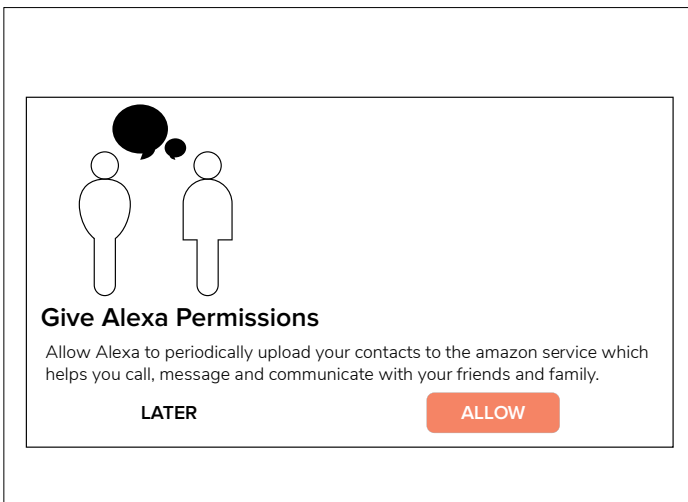 Give Alexa Permissions
Allow Alexa to periodically upload your contacts to the amazon service which
helps you call, message and communicate with your friends and family.
LATER
ALLOW